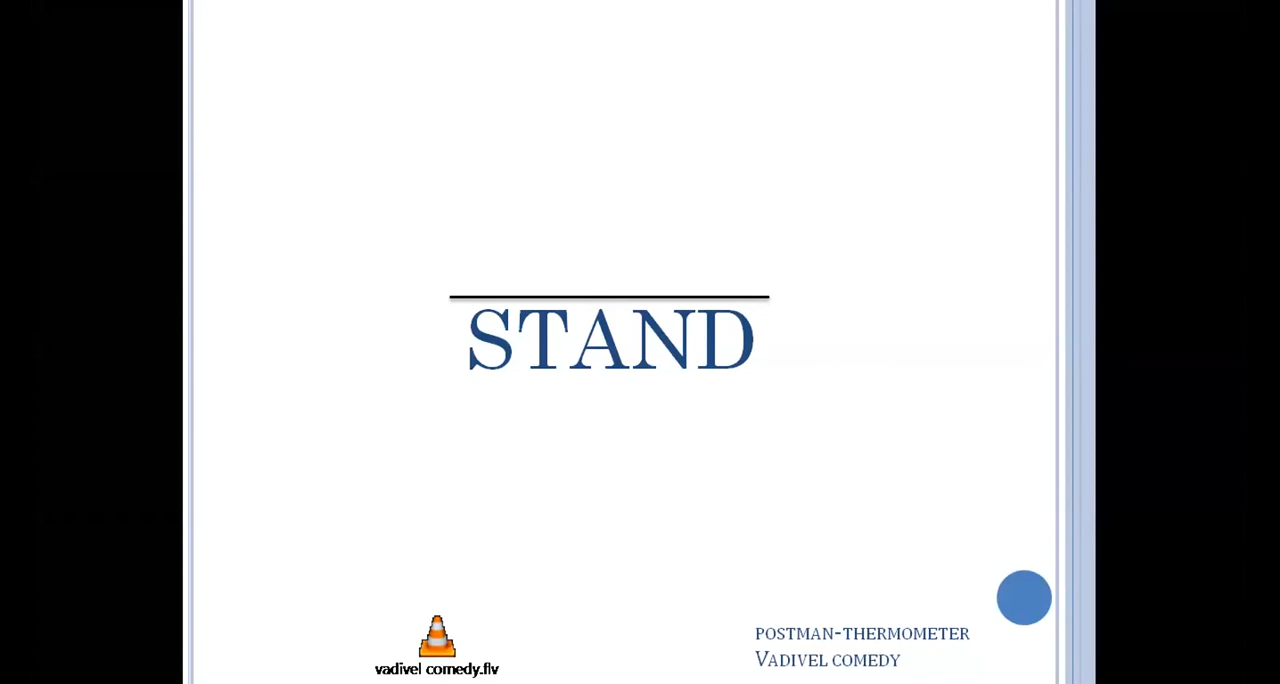 STAND
vadivel comedy.flv
POSTMAN-THERMOMETER
VADIVEL COMEDY